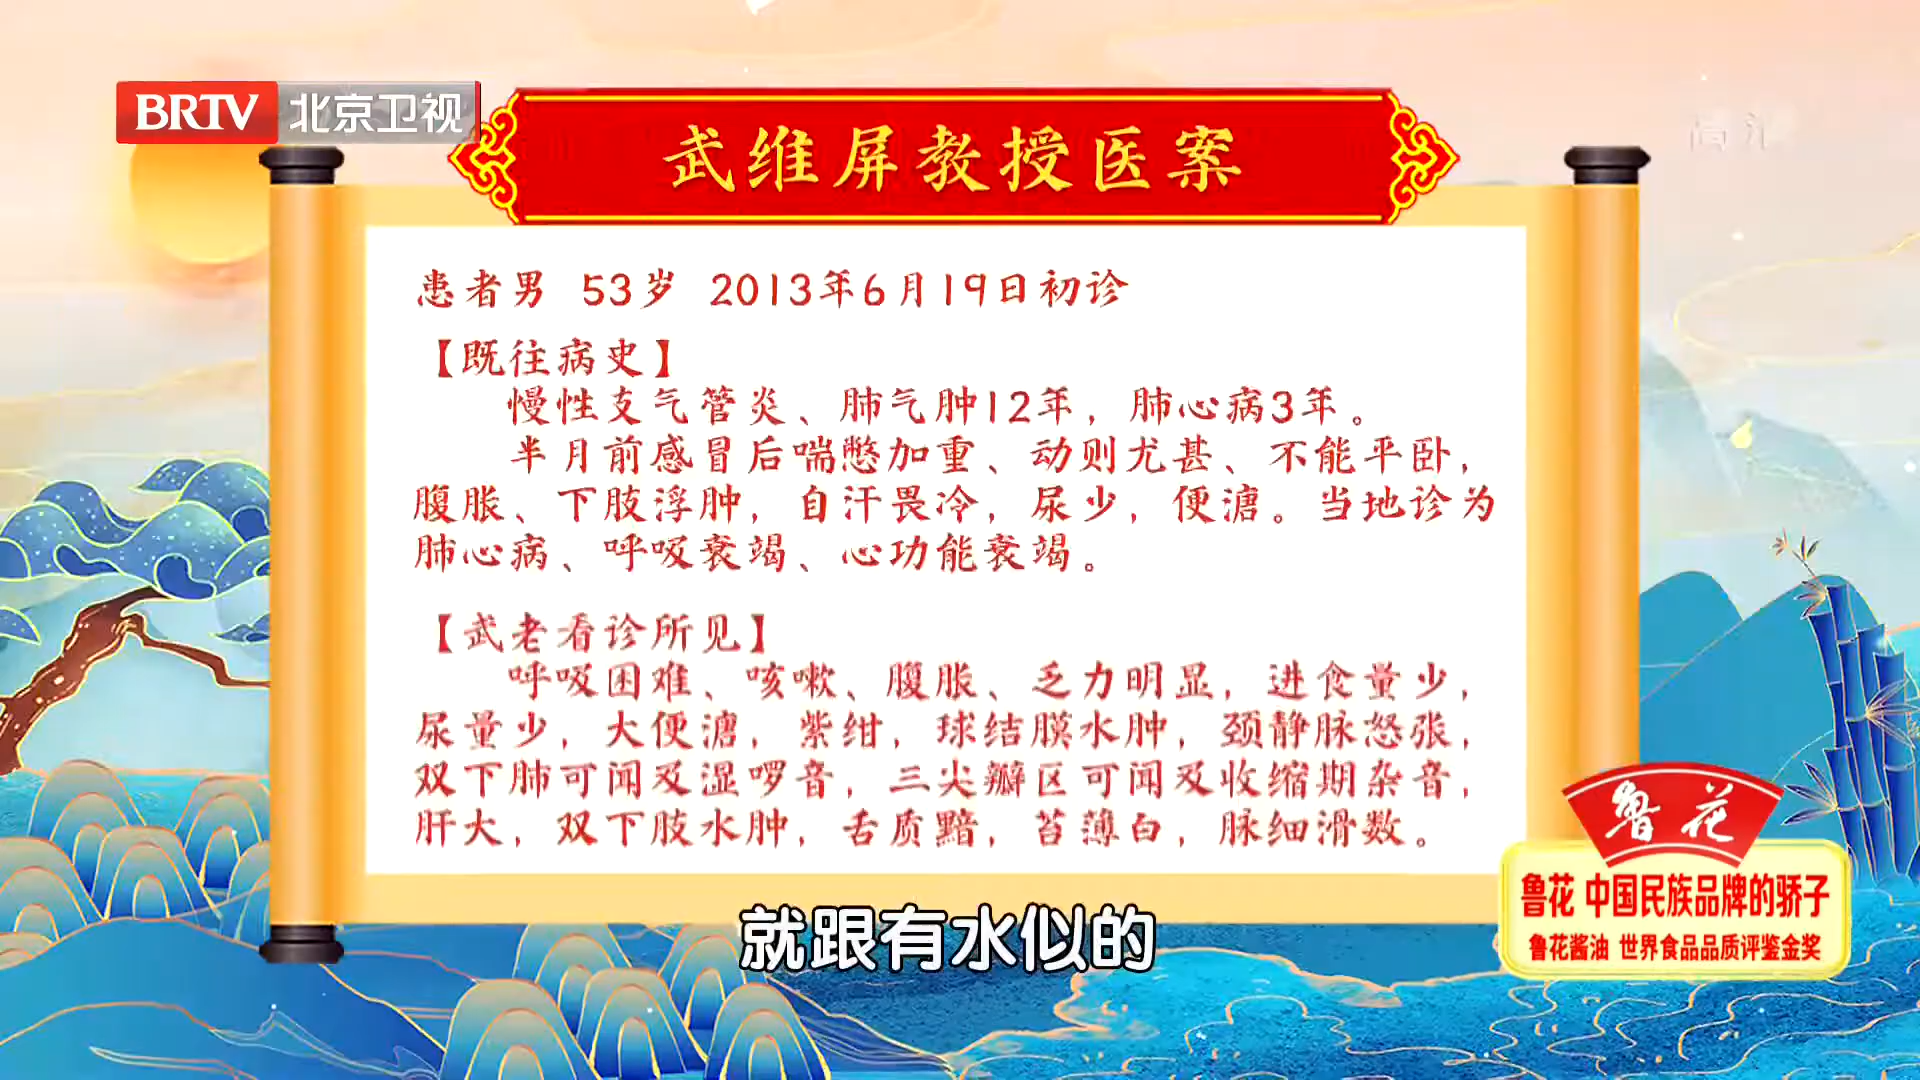 BRTV 北京卫视
高清
武维屏教授医案
患者男 53岁 2013年6月19日初诊
【既往病史】
慢性支气管炎、肺气肿12年，肺心病3年。
半月前感冒后喘憋加重、动则尤甚、不能平卧，
腹胀、下肢浮肿，自汗畏冷，尿少，便溏。当地诊为
肺心病、呼吸衰竭、心功能衰竭。
【武老看诊所见】
呼吸困难、咳嗽、腹胀、乏力明显，进食量少，
尿量少，大便溏，紫绀，球结膜水肿，颈静脉怒张，
双下肺可闻及湿啰音，三尖瓣区可闻及收缩期杂音，
肝大，双下肢水肿，舌质黯，苔薄白，脉细滑数。
鲁花
鲁花 中国民族品牌的骄子
鲁花酱油 世界食品品质评鉴金奖
就跟有水似的